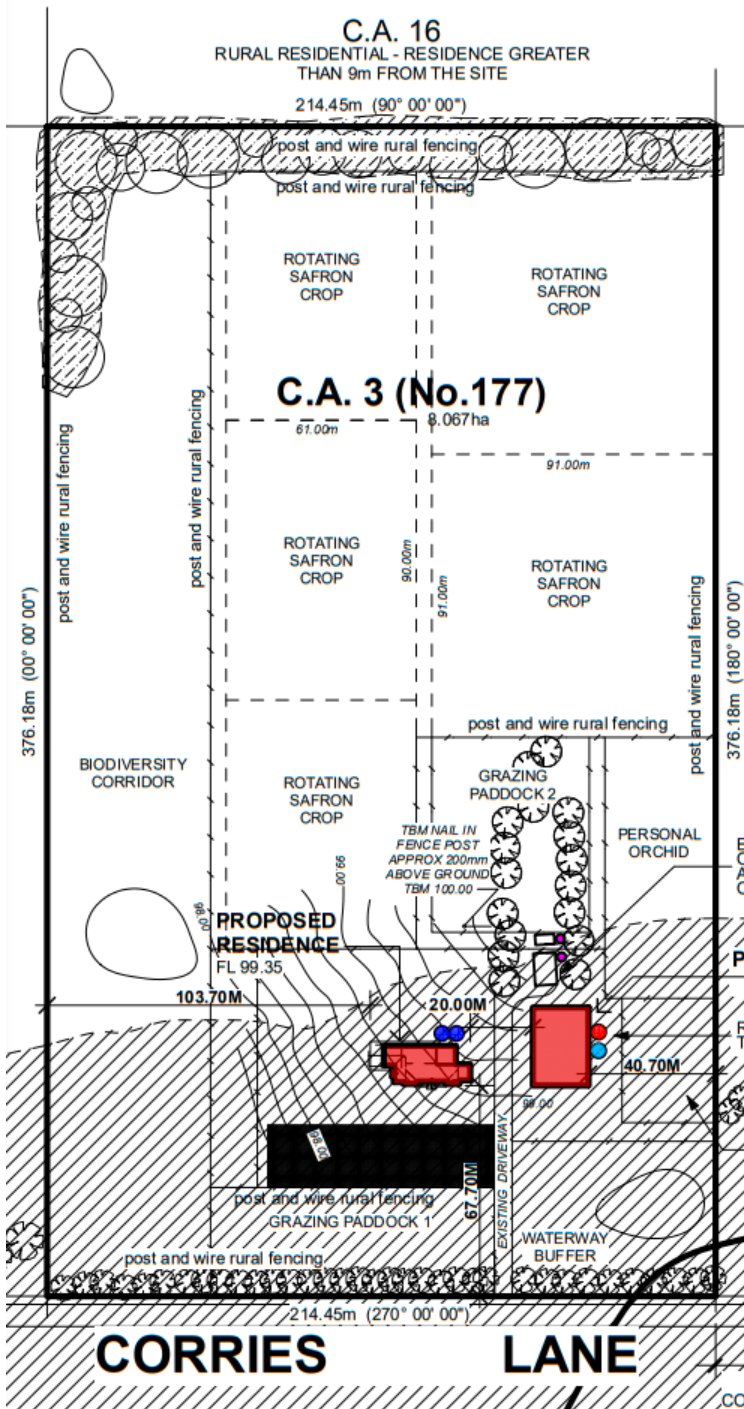 C.A. 16
RURAL RESIDENTIAL - RESIDENCE GREATER
THAN 9m FROM THE SITE
214.45m (90° 00' 00")
post and wire rural fencing
post and wire rural fencing
ROTATING
SAFRON
CROP
ROTATING
SAFRON
CROP
C.A. 3 (No.177)
8.067ha
61.00m
91.00m
post and wire rural fencing
post and wire rural fencing
ROTATING
SAFRON
CROP
90.00m
91.00m
ROTATING
SAFRON
CROP
post and wire rural fencing
376.18m (00° 00' 00")
376.18m (180° 00' 00")
post and wire rural fencing
BIODIVERSITY
CORRIDOR
ROTATING
SAFRON
CROP
GRAZING
PADDOCK 2
TBM NAIL IN
FENCE POST
APPROX 200mm
ABOVE GROUND
TBM 100.00
PERSONAL
ORCHID
99.00
98.00
PROPOSED
RESIDENCE
FL 99.35
103.70M
20.00M
40.70M
99.00
98.00
67.70M
EXISTING DRIVEWAY
post and wire rural fencing
GRAZING PADDOCK 1
WATERWAY
BUFFER
post and wire rural fencing
214.45m (270° 00' 00")
CORRIES LANE